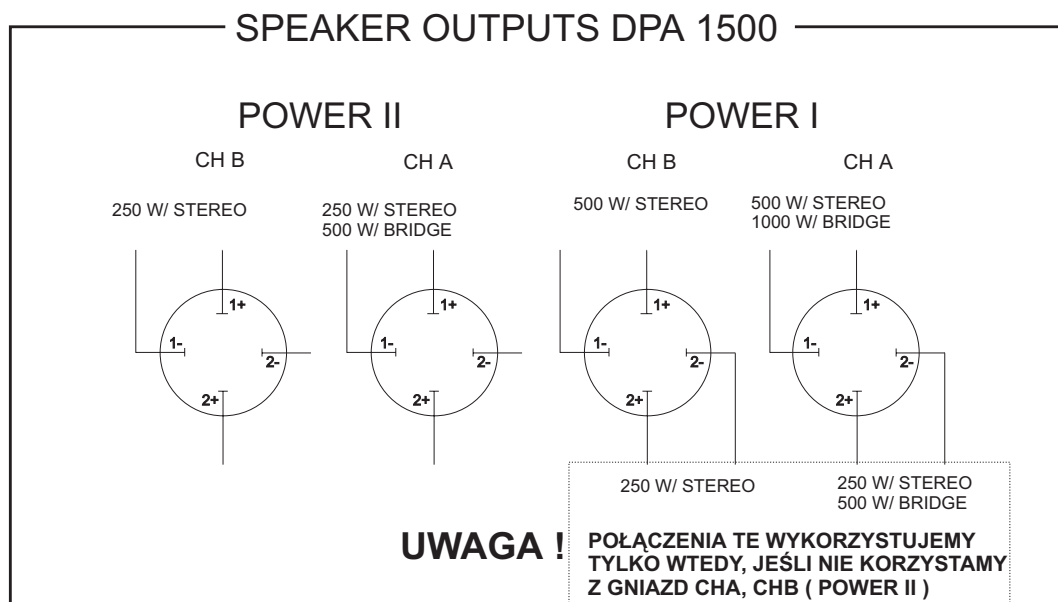 SPEAKER OUTPUTS DPA 1500
POWER II
POWER I
CH B
CH A
CH B
CH A
250 W/ STEREO
250 W/ STEREO
500 W/ BRIDGE
500 W/ STEREO
500 W/ STEREO
1000 W/ BRIDGE
1+
1-
2-
2+
1+
1-
2-
2+
1+
1-
2-
2+
1+
1-
2-
2+
250 W/ STEREO
250 W/ STEREO
500 W/ BRIDGE
UWAGA !
POŁĄCZENIA TE WYKORZYSTUJEMY
TYLKO WTEDY, JEŚLI NIE KORZYSTAMY
Z GNIAZD CHA, CHB ( POWER II )